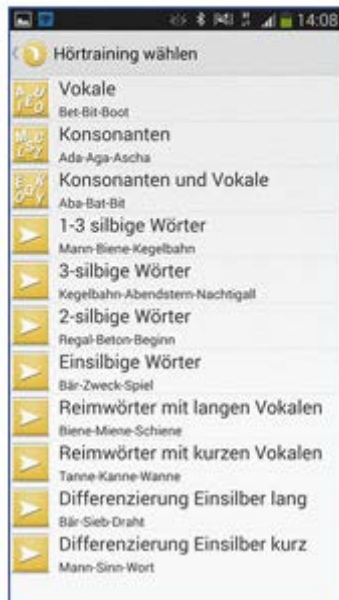 14:08
Hörtraining wählen
Vokale
Bet-Bit-Boot
Konsonanten
Ada-Aga-Ascha
Konsonanten und Vokale
Aba-Bat-Bit
1-3 silbige Wörter
Mann-Biene-Kegelbahn
3-silbige Wörter
Kegelbahn-Abendstern-Nachtigall
2-silbige Wörter
Regal-Beton-Beginn
Einsilbige Wörter
Bär-Zweck-Spiel
Reimwörter mit langen Vokalen
Biene-Miene-Schiene
Reimwörter mit kurzen Vokalen
Tanne-Kanne-Wanne
Differenzierung Einsilber lang
Bär-Sieb-Draht
Differenzierung Einsilber kurz
Mann-Sinn-Wort